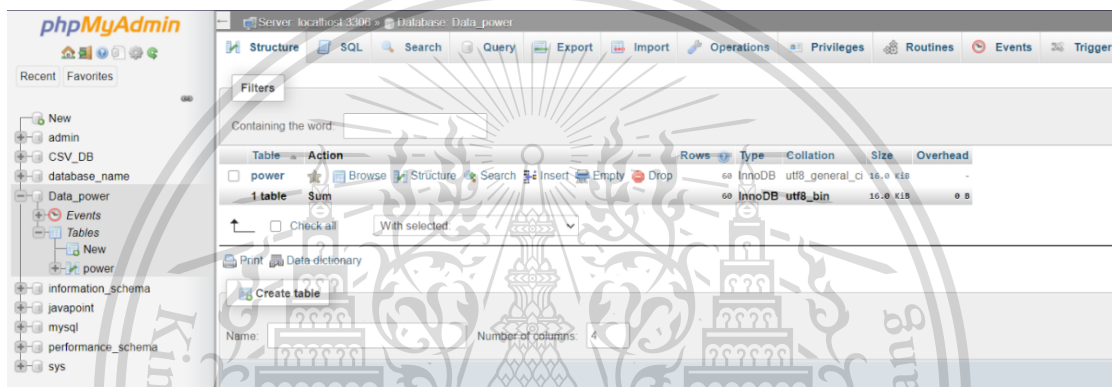 phpMyAdmin
Recent Favorites
New
admin
CSV_DB
database_name
Data_power
Events
Tables
New
power
information_schema
javapoint
mysql
performance_schema
sys
Server: localhost:3306 » Database: Data_power
Structure SQL Search Query Export Import Operations Privileges Routines Events Trigger
Filters
Containing the word:
Table Action Rows Type Collation Size Overhead
power Browse Structure Search Insert Empty Drop 60 InnoDB utf8_general_ci 16.0 KiB -
1 table Sum 60 InnoDB utf8_bin 16.0 KiB 0 B
Check all With selected:
Print Data dictionary
Create table
Name: Number of columns: 4